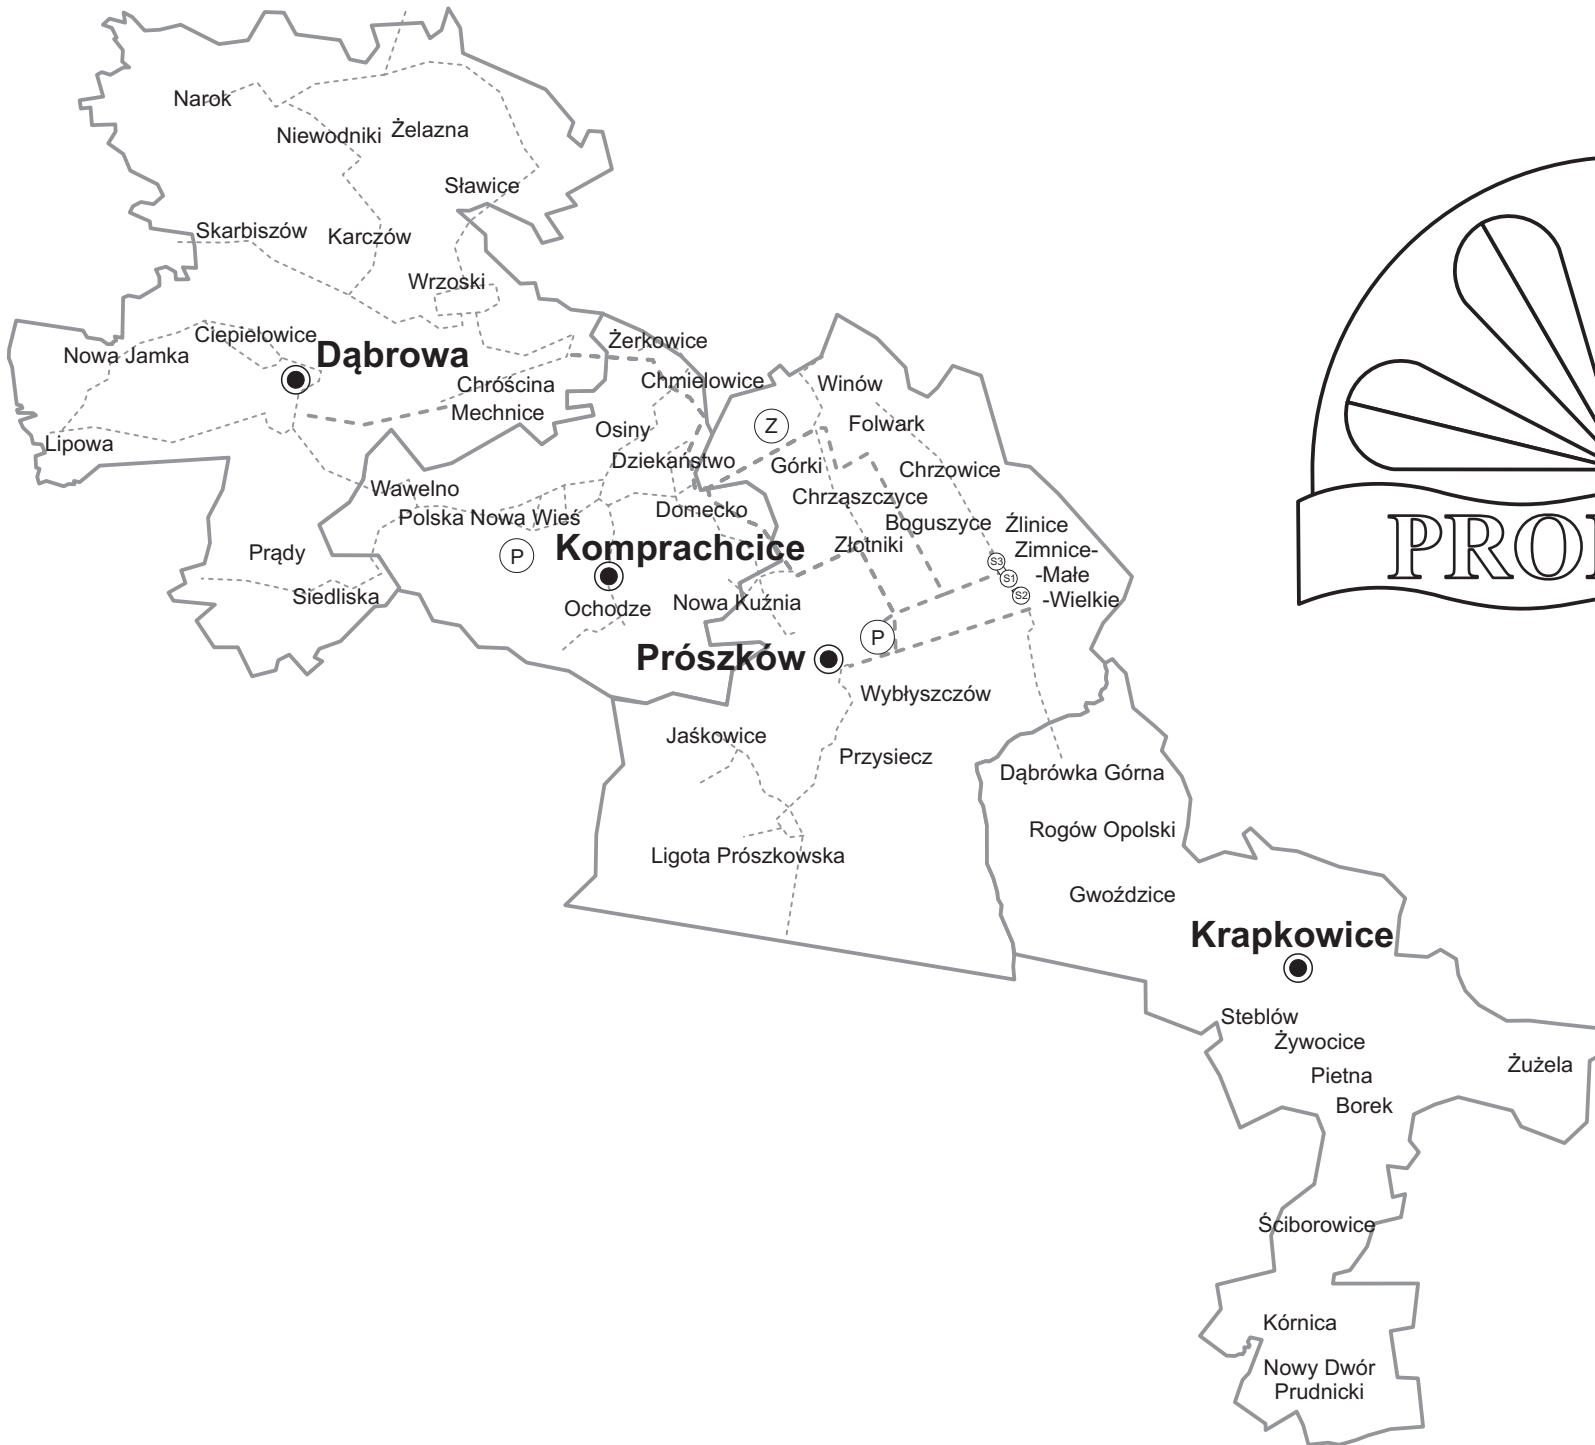 Narok
Niewodniki
Żelazna
Sławice
Skarbiszów
Karczów
Wrzoski
Ciepielowice
Nowa Jamka
Dąbrowa
Żerkowice
Chróścina
Mechnice
Chmielowice
Winów
Lipowa
Osiny
Z
Folwark
Dziekaństwo
Górki
Chrzowice
Wawelno
Chrząszczyce
Polska Nowa Wieś
Domecko
Boguszyce
Źlinice
Prądy
P
Komprachcice
Złotniki
Zimnice-
-Małe
-Wielkie
S3
S1
S2
Siedliska
Ochodze
Nowa Kuźnia
Prószków
P
Wybłyszczów
Jaśkowice
Przysiecz
Dąbrówka Górna
Rogów Opolski
Ligota Prószkowska
Gwoździce
Krapkowice
Steblów
Żywocice
Pietna
Borek
Żużela
Ściborowice
Kórnica
Nowy Dwór
Prudnicki
PRO